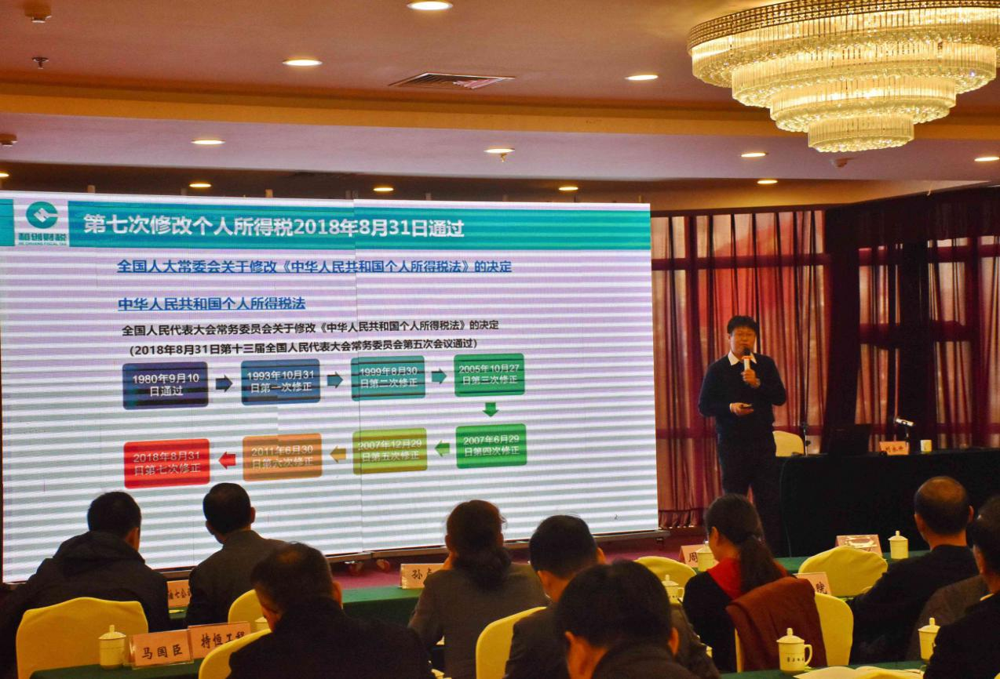 和创财税
HE CHUANG FISCAL TAX
第七次修改个人所得税2018年8月31日通过
全国人大常委会关于修改《中华人民共和国个人所得税法》的决定
中华人民共和国个人所得税法
全国人民代表大会常务委员会关于修改《中华人民共和国个人所得税法》的决定
(2018年8月31日第十三届全国人民代表大会常务委员会第五次会议通过)
1980年9月10
日通过
1993年10月31
日第一次修正
1999年8月30
日第二次修正
2005年10月27
日第三次修正
2018年8月31
日第七次修正
2011年6月30
日第六次修正
2007年12月29
日第五次修正
2007年6月29
日第四次修正
周
孙
马国臣
持恒工程